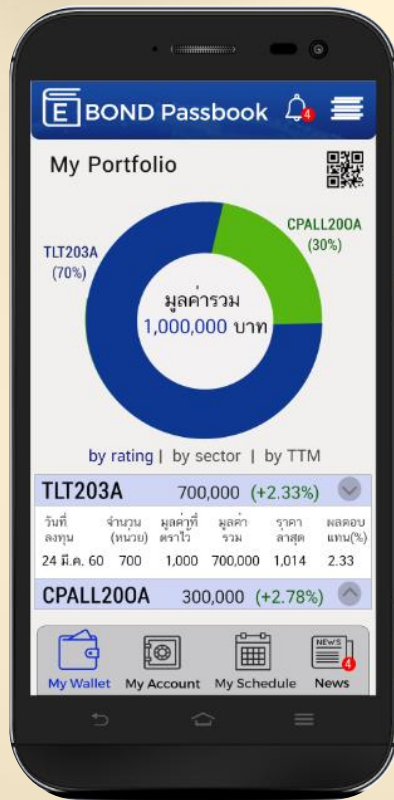 E BOND Passbook 4
My Portfolio
CPALL200A
(30%)
TLT203A
(70%)
มูลค่ารวม
1,000,000 บาท
by rating | by sector | by TTM
TLT203A 700,000 (+2.33%)
วันที่ จำนวน มูลค่าที่ มูลค่า ราคา ผลตอบ
ลงทุน (หน่วย) ตราไว้ รวม ล่าสุด แทน(%)
24 มี.ค. 60 700 1,000 700,000 1,014 2.33
CPALL200A 300,000 (+2.78%)
NEWS
4
My Wallet My Account My Schedule News